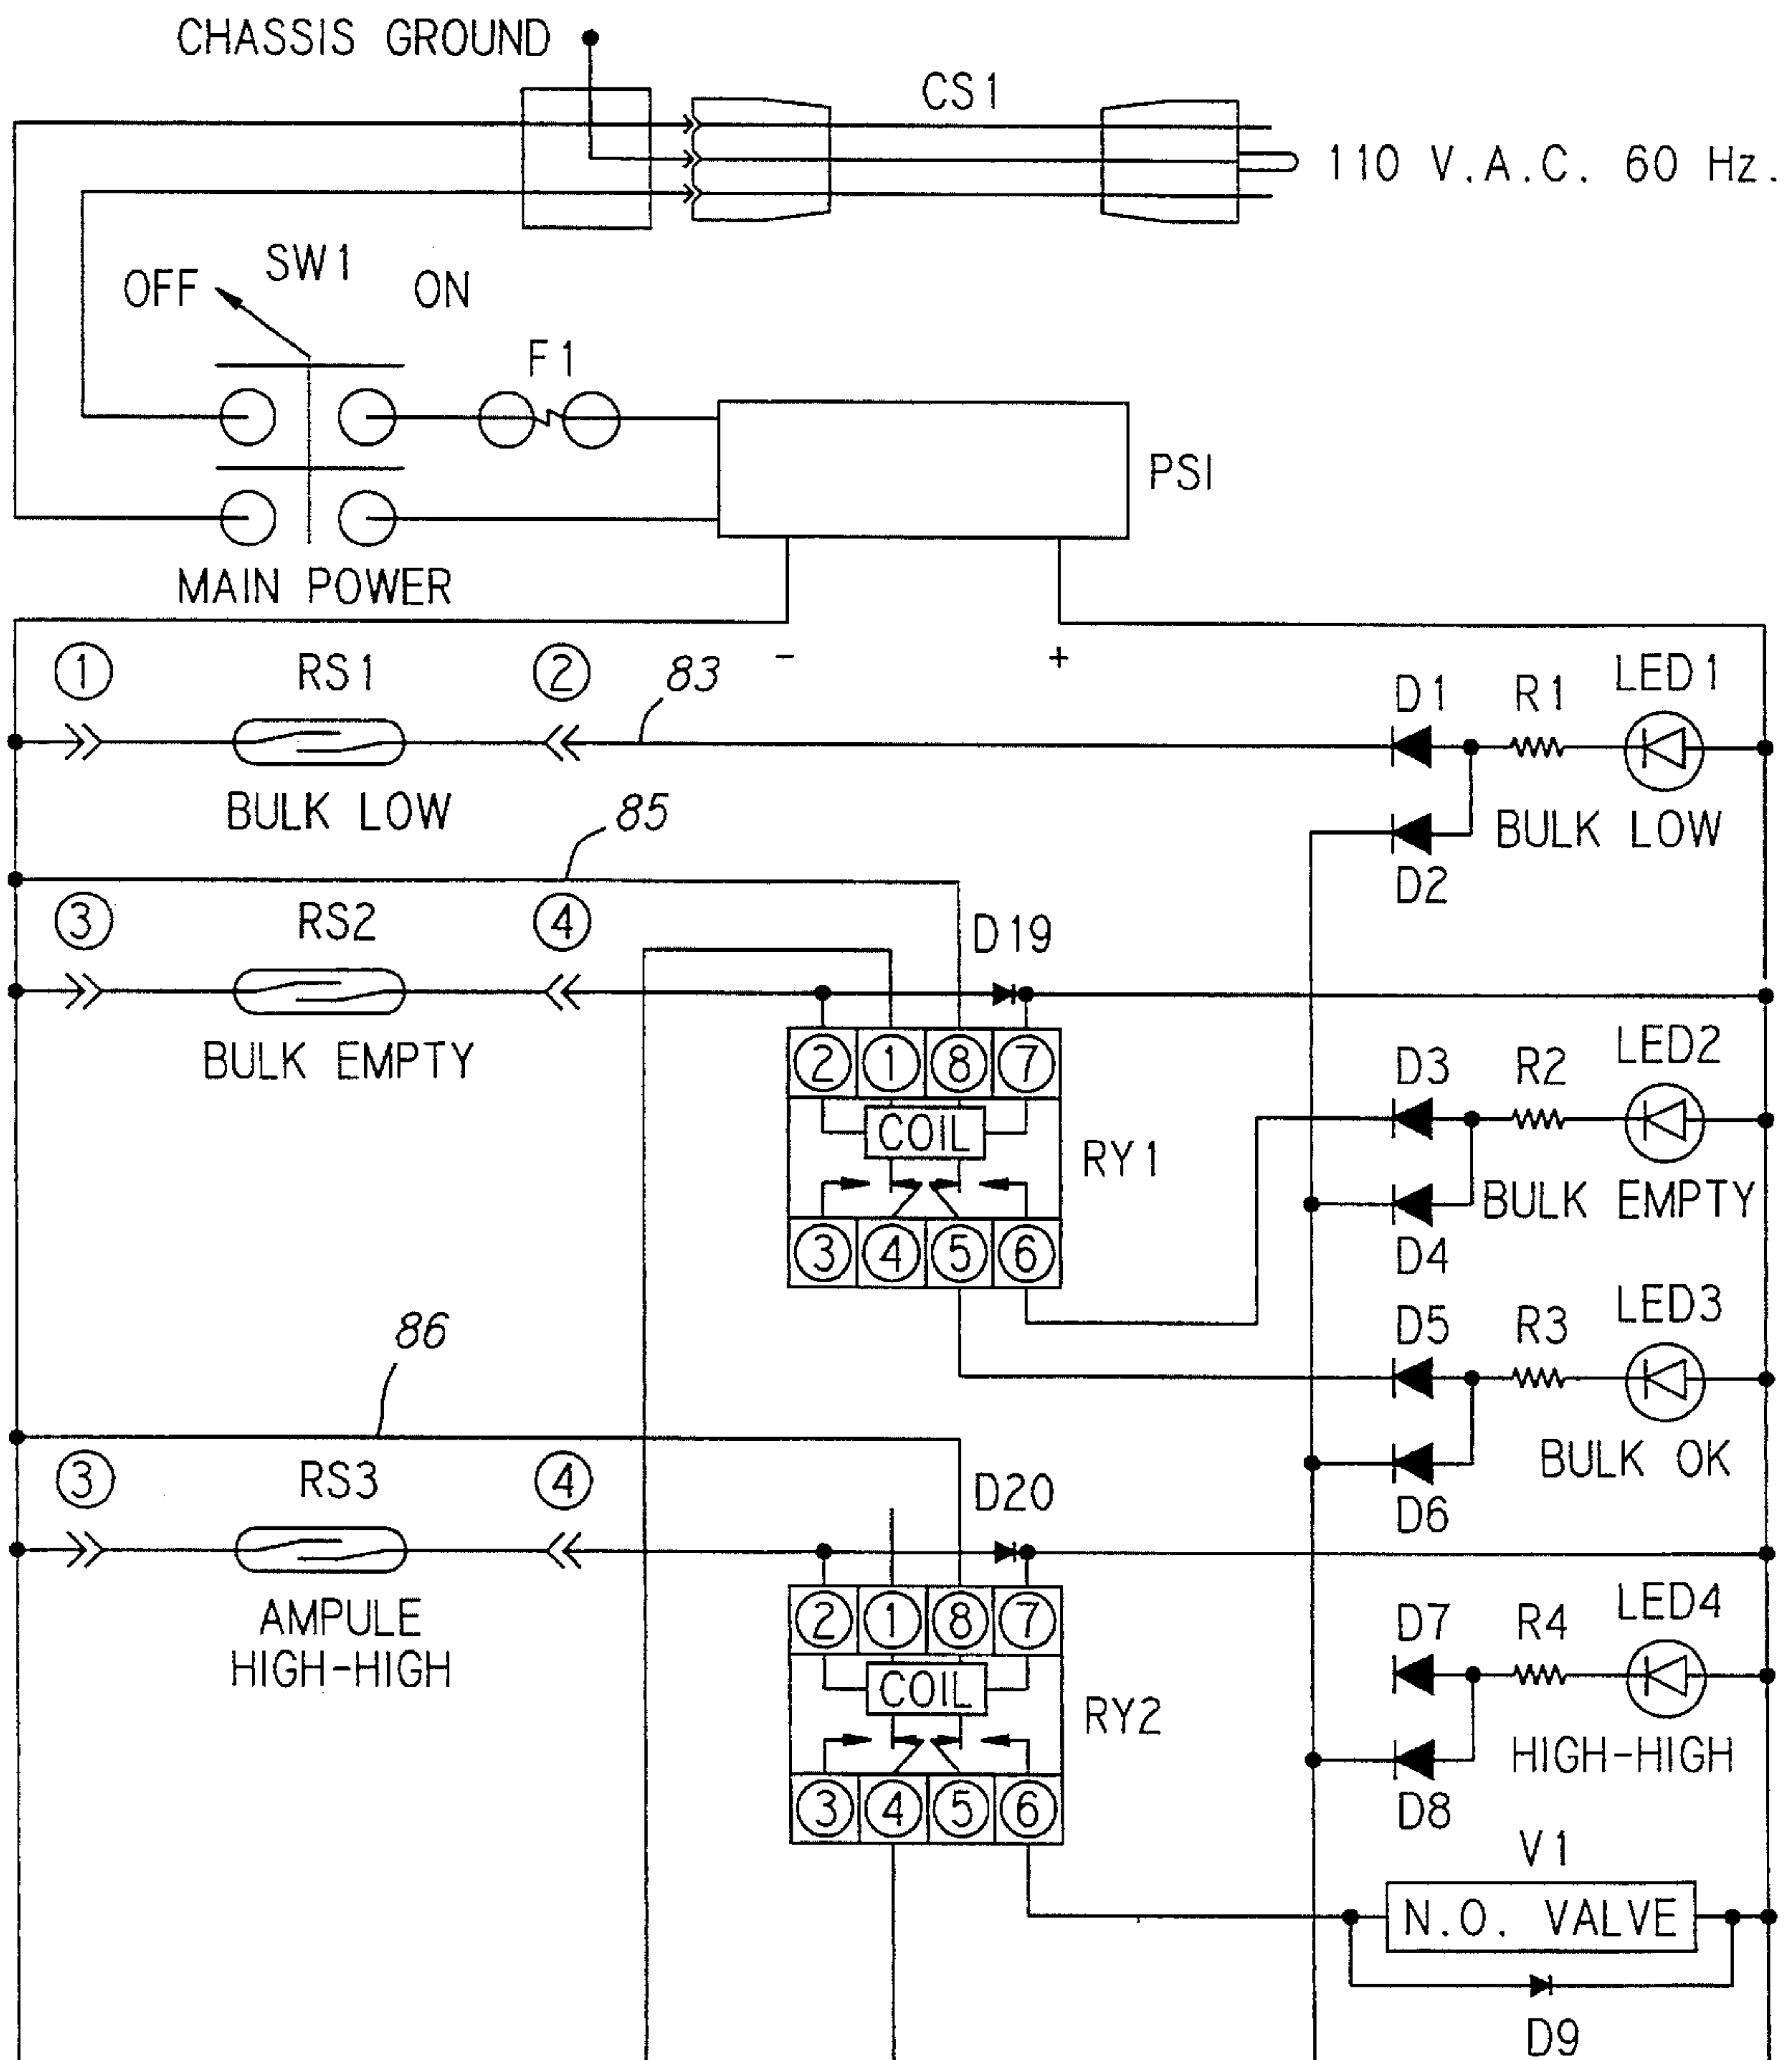 CHASSIS GROUND
CS1
110 V.A.C. 60 Hz.
SW1
OFF
ON
F1
PSI
MAIN POWER
-
+
1
RS1
2
83
D1
R1
LED1
BULK LOW
85
BULK LOW
D2
3
RS2
4
D19
BULK EMPTY
2 1 8 7
COIL
RY1
3 4 5 6
D3
R2
LED2
BULK EMPTY
D4
D5
R3
LED3
86
BULK OK
D6
3
RS3
4
D20
AMPULE
HIGH-HIGH
2 1 8 7
COIL
RY2
3 4 5 6
D7
R4
LED4
HIGH-HIGH
D8
V1
N.O. VALVE
D9